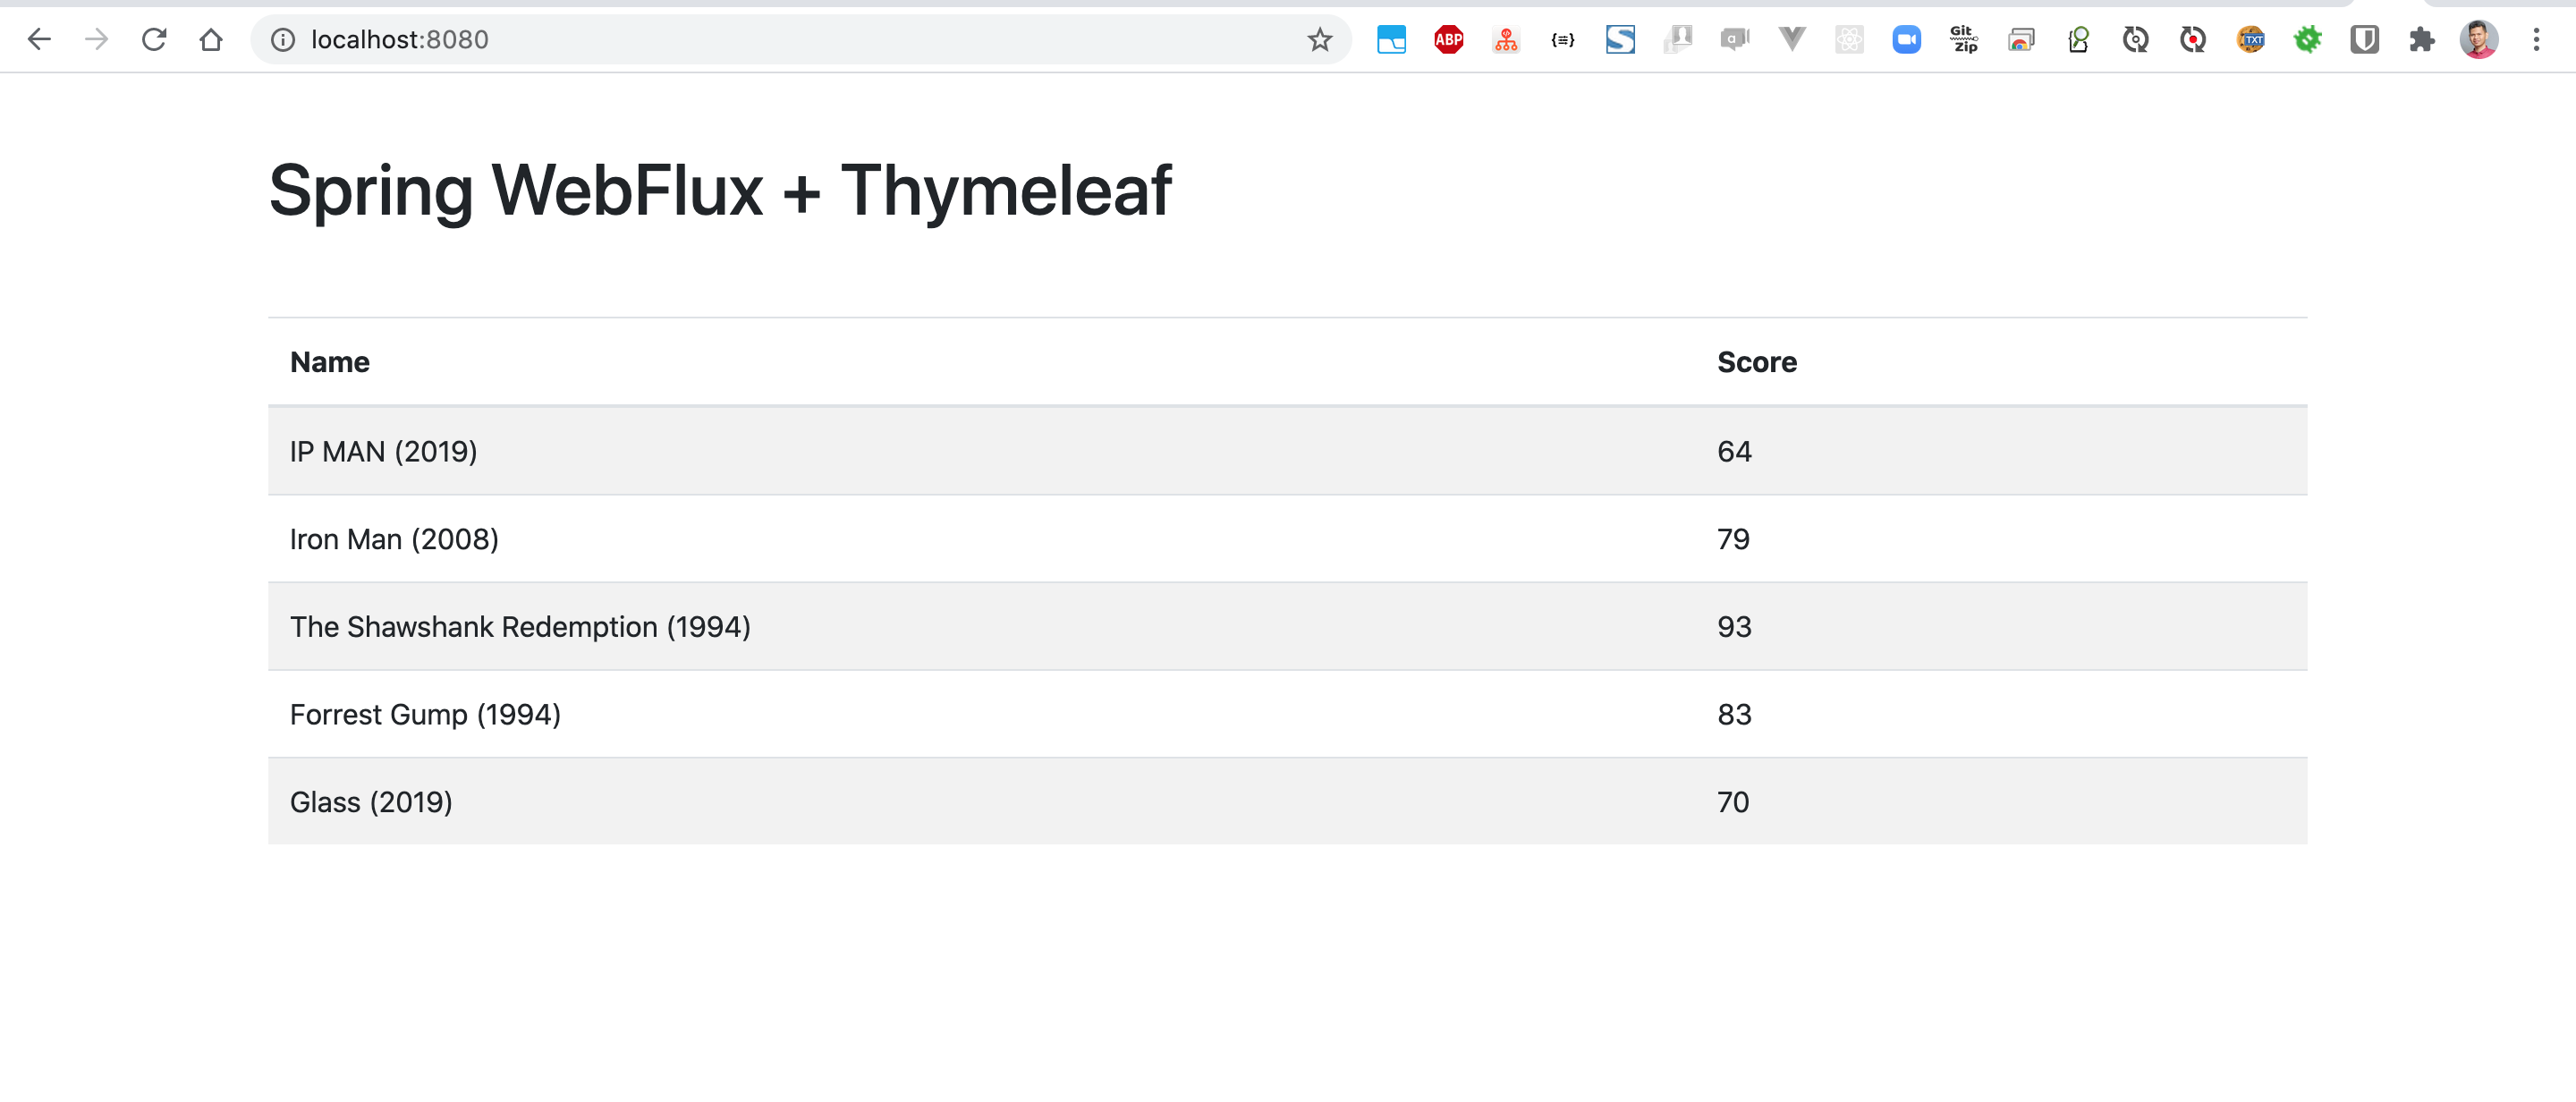 localhost:8080
ABP
{≡}
S
a
Git
Zip
TXT
Spring WebFlux + Thymeleaf
Name Score
IP MAN (2019) 64
Iron Man (2008) 79
The Shawshank Redemption (1994) 93
Forrest Gump (1994) 83
Glass (2019) 70